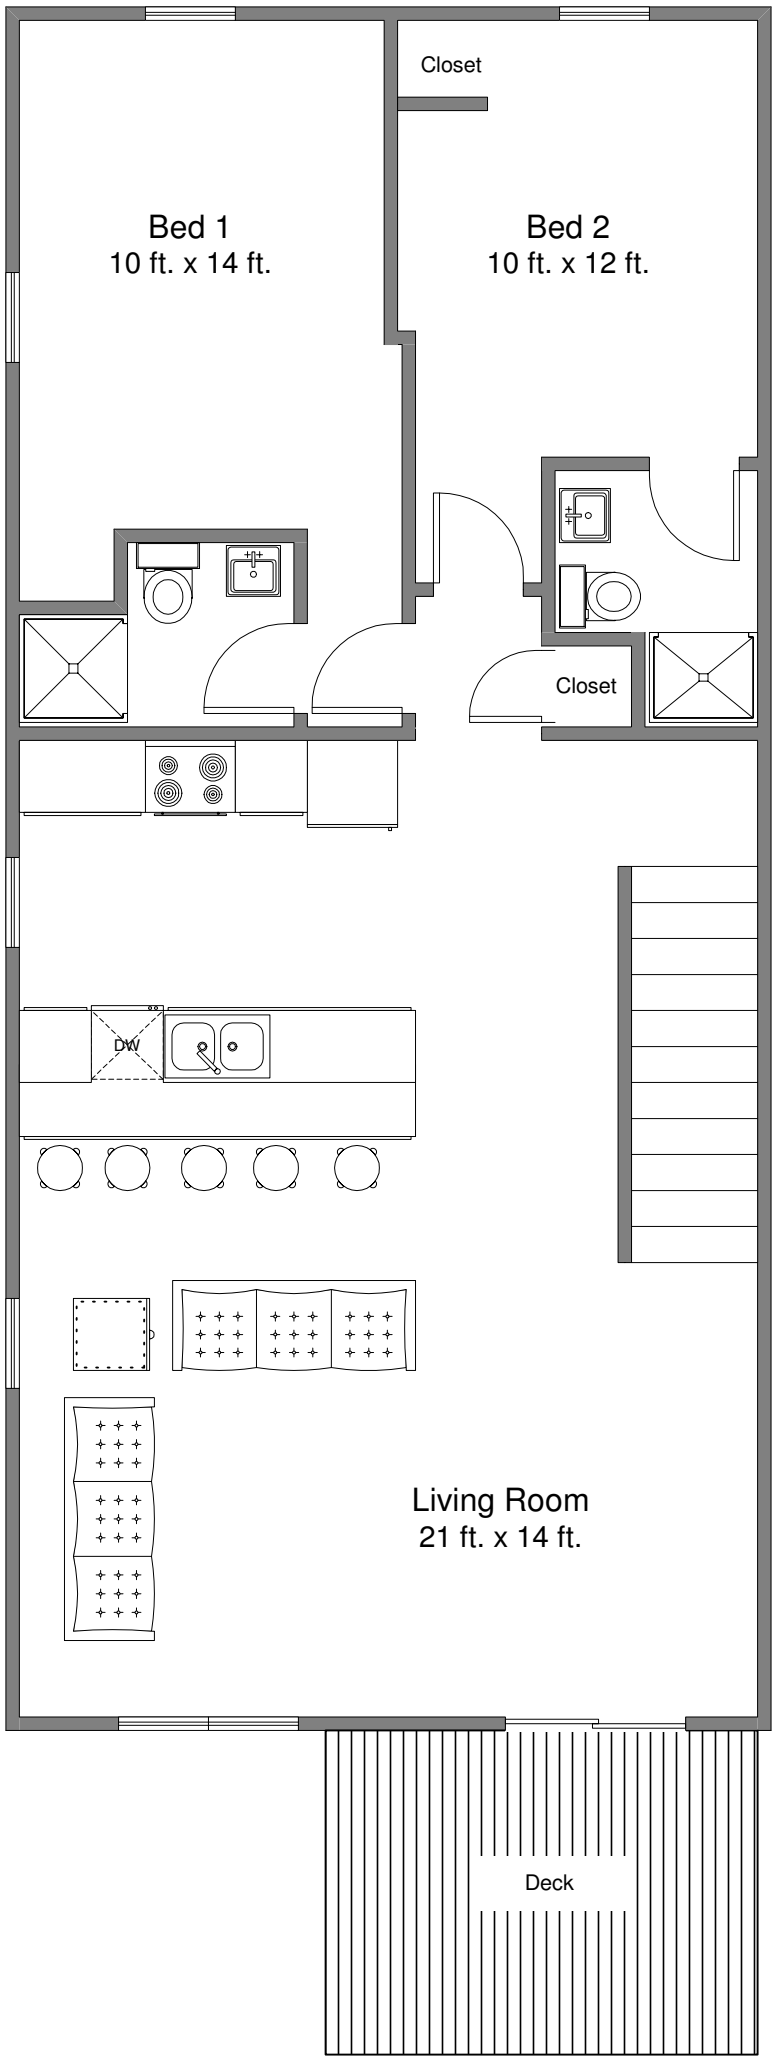 Closet
Bed 1
10 ft. x 14 ft.
Bed 2
10 ft. x 12 ft.
Closet
DW
Living Room
21 ft. x 14 ft.
Deck